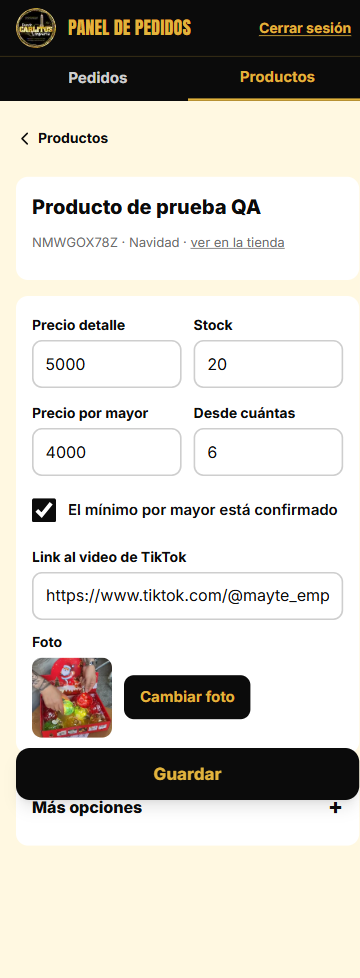 CARLITOS
PANEL DE PEDIDOS
Cerrar sesión
Pedidos
Productos
Productos
Producto de prueba QA
NMWGOX78Z · Navidad · ver en la tienda
Precio detalle
Stock
5000
20
Precio por mayor
Desde cuántas
4000
6
El mínimo por mayor está confirmado
Link al video de TikTok
https://www.tiktok.com/@mayte_emp
Foto
Cambiar foto
Guardar
Más opciones
+